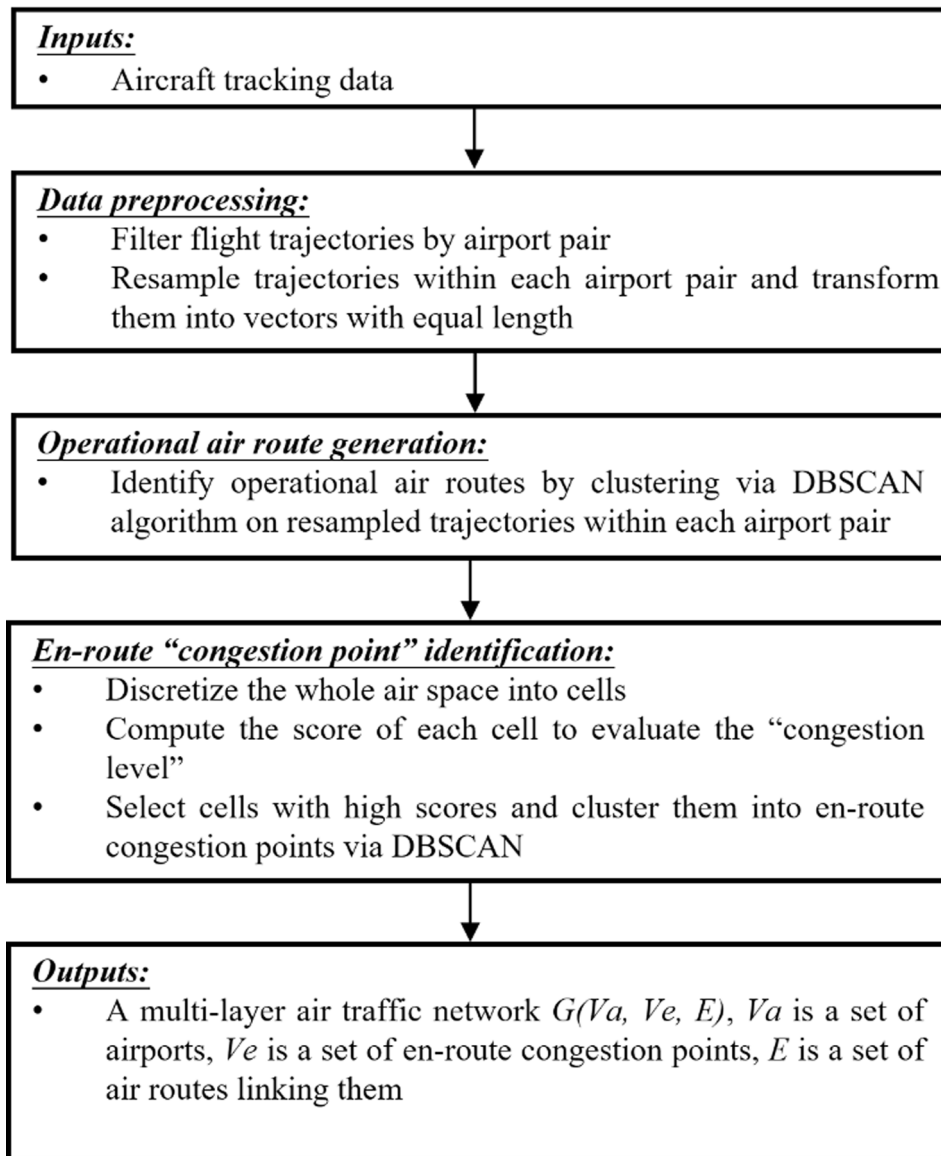 Inputs:
• Aircraft tracking data
Data preprocessing:
• Filter flight trajectories by airport pair
• Resample trajectories within each airport pair and transform
them into vectors with equal length
Operational air route generation:
• Identify operational air routes by clustering via DBSCAN
algorithm on resampled trajectories within each airport pair
En-route “congestion point” identification:
• Discretize the whole air space into cells
• Compute the score of each cell to evaluate the “congestion
level”
• Select cells with high scores and cluster them into en-route
congestion points via DBSCAN
Outputs:
• A multi-layer air traffic network G(Va, Ve, E), Va is a set of
airports, Ve is a set of en-route congestion points, E is a set of
air routes linking them